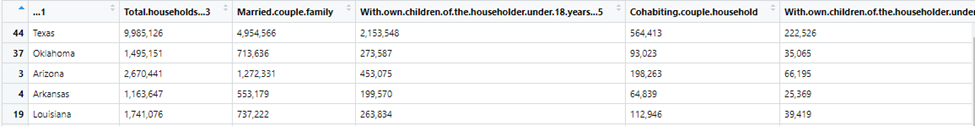 ...1 Total.households...3 Married.couple.family With.own.children.of.the.householder.under.18.years...5 Cohabiting.couple.household With.own.children.of.the.householder.unde
44 Texas 9,985,126 4,954,566 2,153,548 564,413 222,526
37 Oklahoma 1,495,151 713,636 273,587 93,023 35,065
3 Arizona 2,670,441 1,272,331 453,075 198,263 66,195
4 Arkansas 1,163,647 553,179 199,570 64,839 25,369
19 Louisiana 1,741,076 737,222 263,834 112,946 39,419